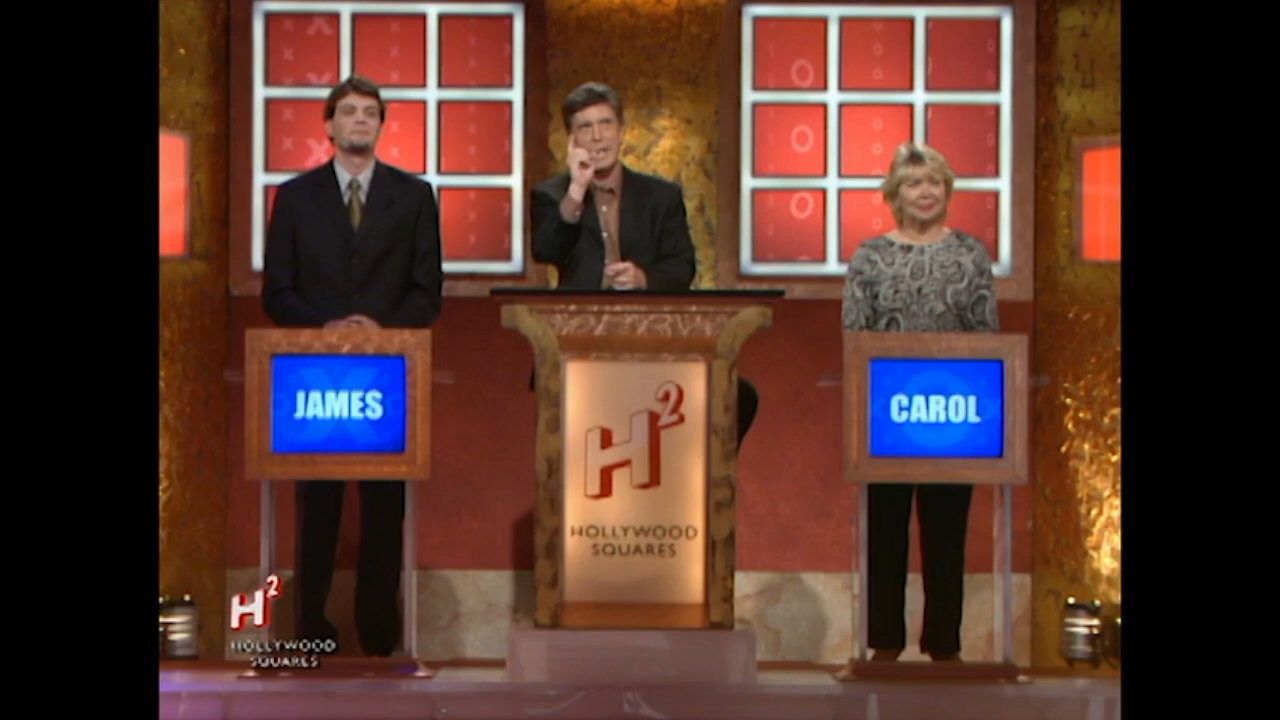 JAMES
CAROL
H²
HOLLYWOOD
SQUARES
H²
HOLLYWOOD
SQUARES